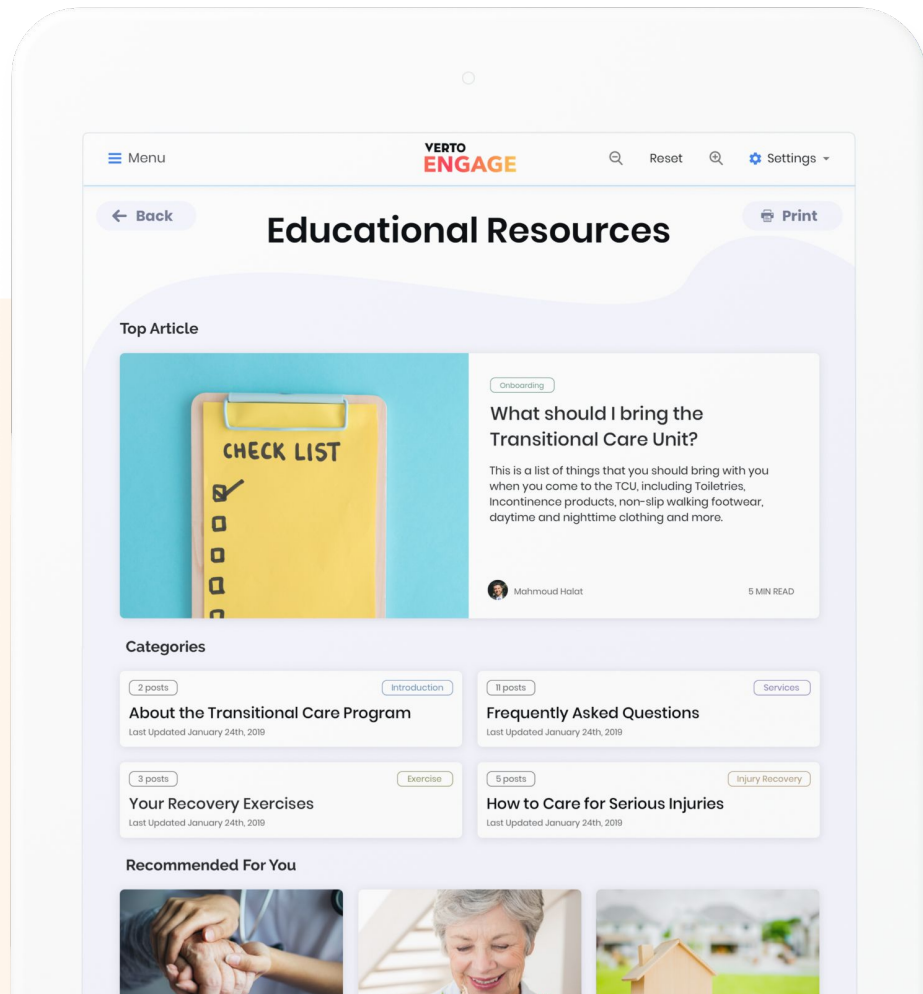 Menu
VERTO
ENGAGE
Reset
Settings
Back
Educational Resources
Print
Top Article
CHECK LIST
Onboarding
What should I bring the
Transitional Care Unit?
This is a list of things that you should bring with you
when you come to the TCU, including Toiletries,
Incontinence products, non-slip walking footwear,
daytime and nighttime clothing and more.
Mahmoud Halat
5 MIN READ
Categories
2 posts
Introduction
About the Transitional Care Program
Last Updated January 24th, 2019
11 posts
Services
Frequently Asked Questions
Last Updated January 24th, 2019
3 posts
Exercise
Your Recovery Exercises
Last Updated January 24th, 2019
5 posts
Injury Recovery
How to Care for Serious Injuries
Last Updated January 24th, 2019
Recommended For You